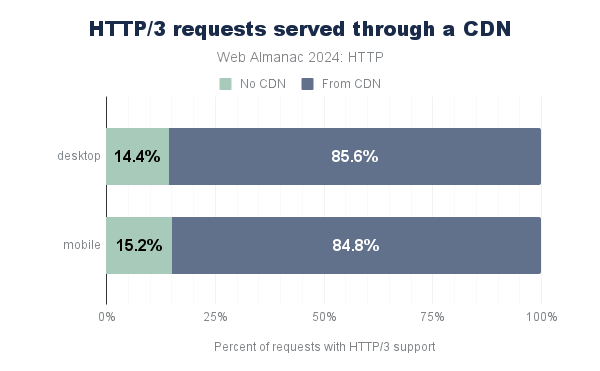 HTTP/3 requests served through a CDN
Web Almanac 2024: HTTP
No CDN From CDN
desktop 14.4% 85.6%
mobile 15.2% 84.8%
0% 25% 50% 75% 100%
Percent of requests with HTTP/3 support